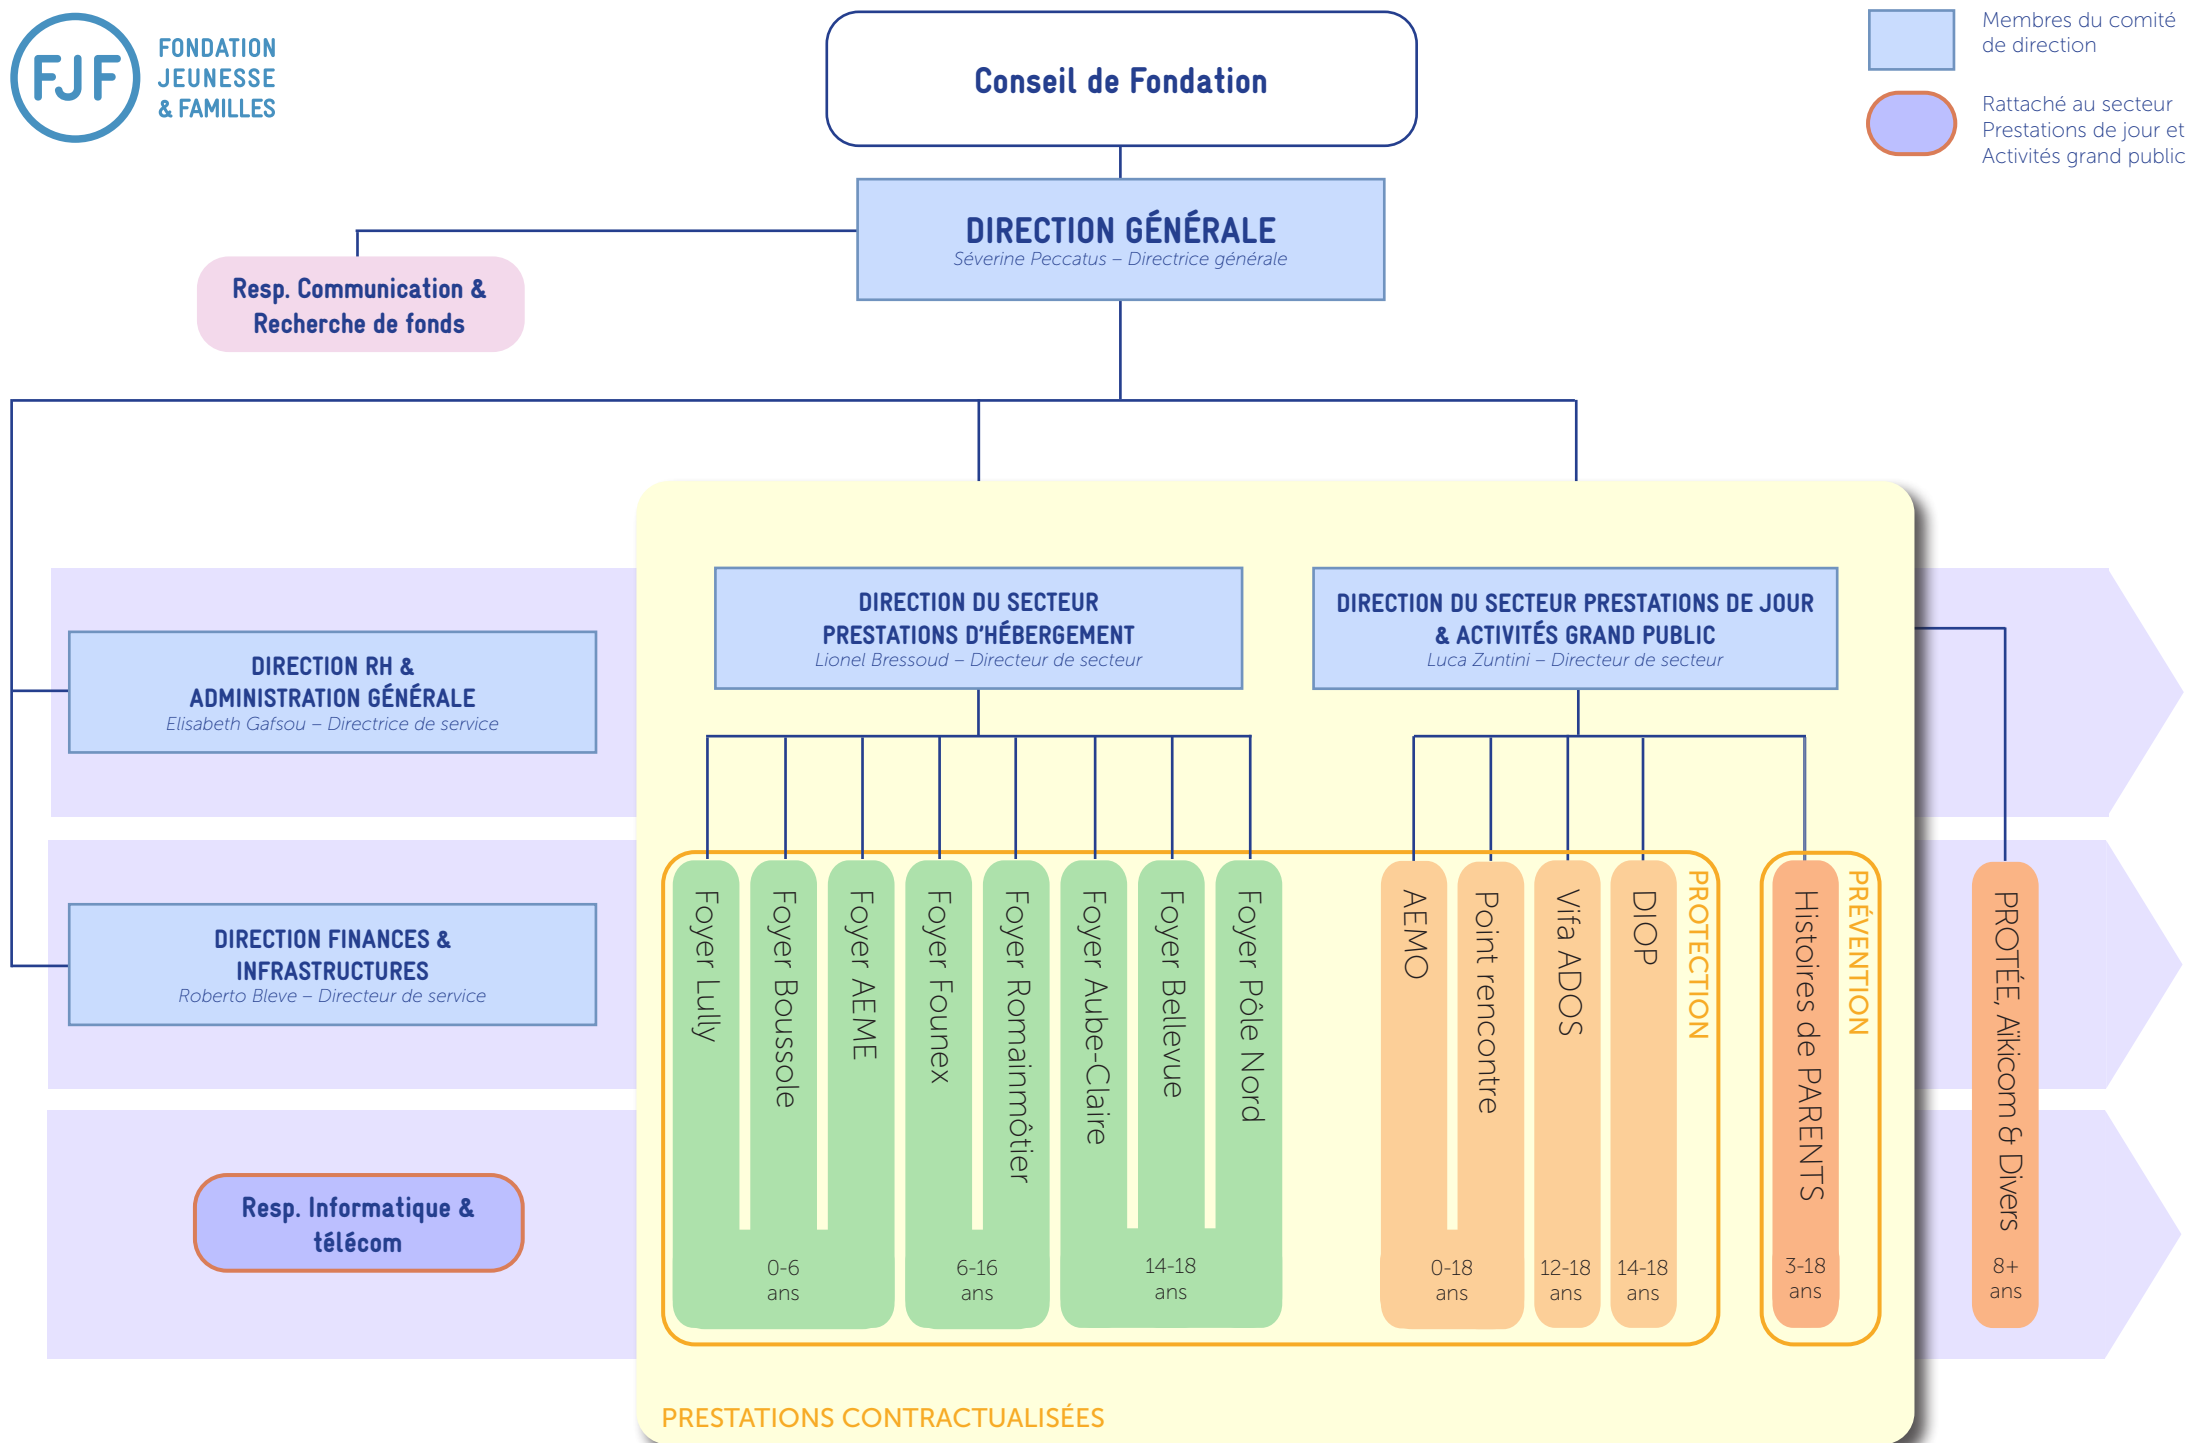 FJF
FONDATION
JEUNESSE
& FAMILLES
Conseil de Fondation
Membres du comité
de direction
Rattaché au secteur
Prestations de jour et
Activités grand public
DIRECTION GÉNÉRALE
Séverine Peccatus – Directrice générale
Resp. Communication &
Recherche de fonds
DIRECTION RH &
ADMINISTRATION GÉNÉRALE
Elisabeth Gafsou – Directrice de service
DIRECTION DU SECTEUR
PRESTATIONS D'HÉBERGEMENT
Lionel Bressoud – Directeur de secteur
DIRECTION DU SECTEUR PRESTATIONS DE JOUR
& ACTIVITÉS GRAND PUBLIC
Luca Zuntini – Directeur de secteur
DIRECTION FINANCES &
INFRASTRUCTURES
Roberto Bleve – Directeur de service
Resp. Informatique &
télécom
Foyer Lully
Foyer Boussole
Foyer AEME
0-6
ans
Foyer Founex
Foyer Romainmôtier
6-16
ans
Foyer Aube-Claire
Foyer Bellevue
Foyer Pôle Nord
14-18
ans
AEMO
Point rencontre
0-18
ans
Vifa ADOS
12-18
ans
DIOP
14-18
ans
PROTECTION
Histoires de PARENTS
3-18
ans
PRÉVENTION
PROTÉE, Aïkicom & Divers
8+
ans
PRESTATIONS CONTRACTUALISÉES